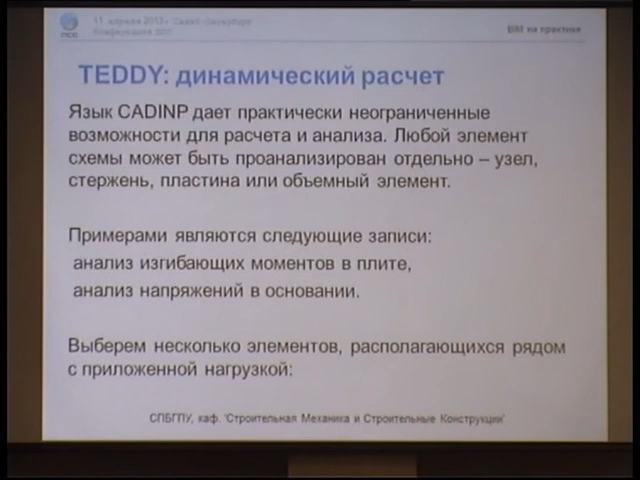 11 апреля 2013 г. Санкт-Петербург
Конференция ПСС
BIM на практике
ПСС
TEDDY: динамический расчет
Язык CADINP дает практически неограниченные
возможности для расчета и анализа. Любой элемент
схемы может быть проанализирован отдельно – узел,
стержень, пластина или объемный элемент.
Примерами являются следующие записи:
анализ изгибающих моментов в плите,
анализ напряжений в основании.
Выберем несколько элементов, располагающихся рядом
с приложенной нагрузкой:
СПБГПУ, каф. 'Строительная Механика и Строительные Конструкции'